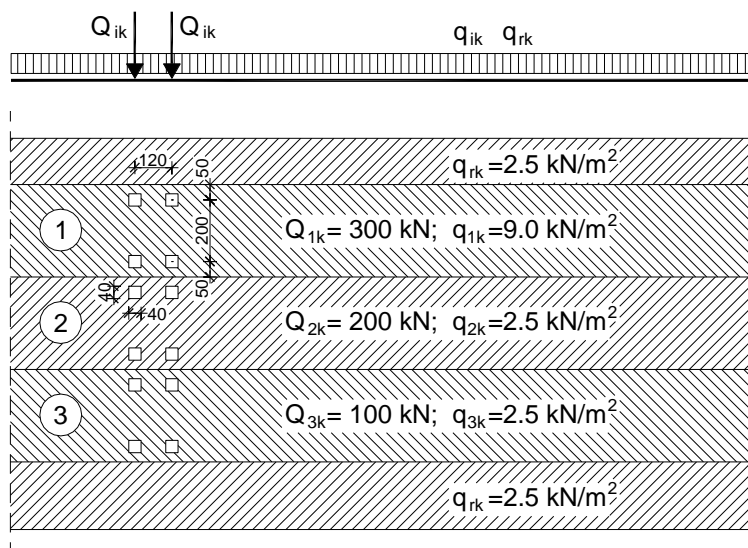 Q ik Q ik q ik q rk
120
50
q rk =2.5 kN/m²
1
200
Q 1k = 300 kN; q 1k =9.0 kN/m²
50
40
40
2
Q 2k = 200 kN; q 2k =2.5 kN/m²
3
Q 3k = 100 kN; q 3k =2.5 kN/m²
q rk =2.5 kN/m²